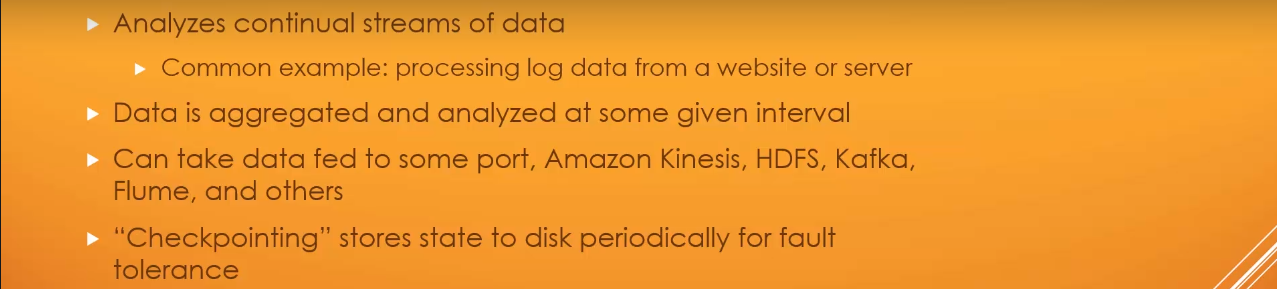 Analyzes continual streams of data
Common example: processing log data from a website or server
Data is aggregated and analyzed at some given interval
Can take data fed to some port, Amazon Kinesis, HDFS, Kafka,
Flume, and others
“Checkpointing” stores state to disk periodically for fault
tolerance